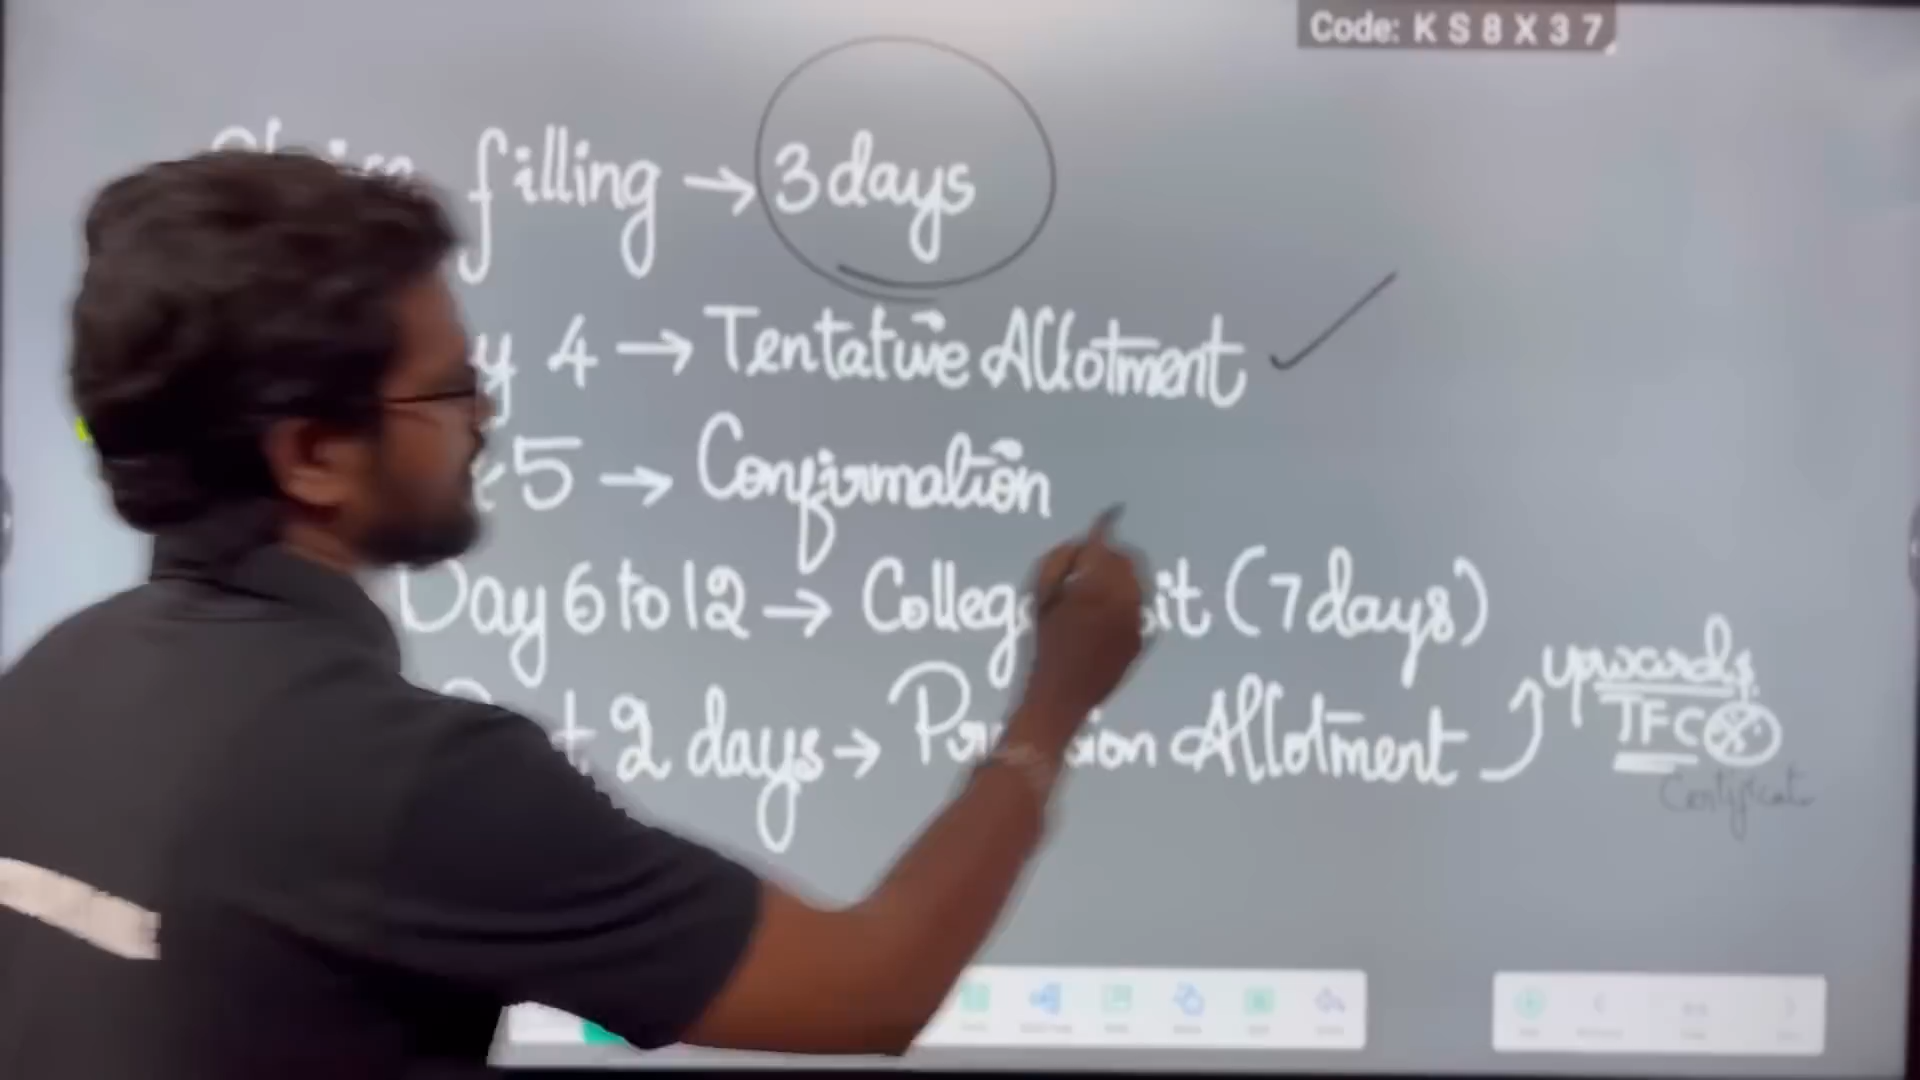 Code: K S 8 X 3 7
filling → 3 days
4 → Tentative Allotment ✓
5 → Confirmation
Day 6 to 12 → College (7 days)
2 days → Allotment
upwards
TFC
Certificate